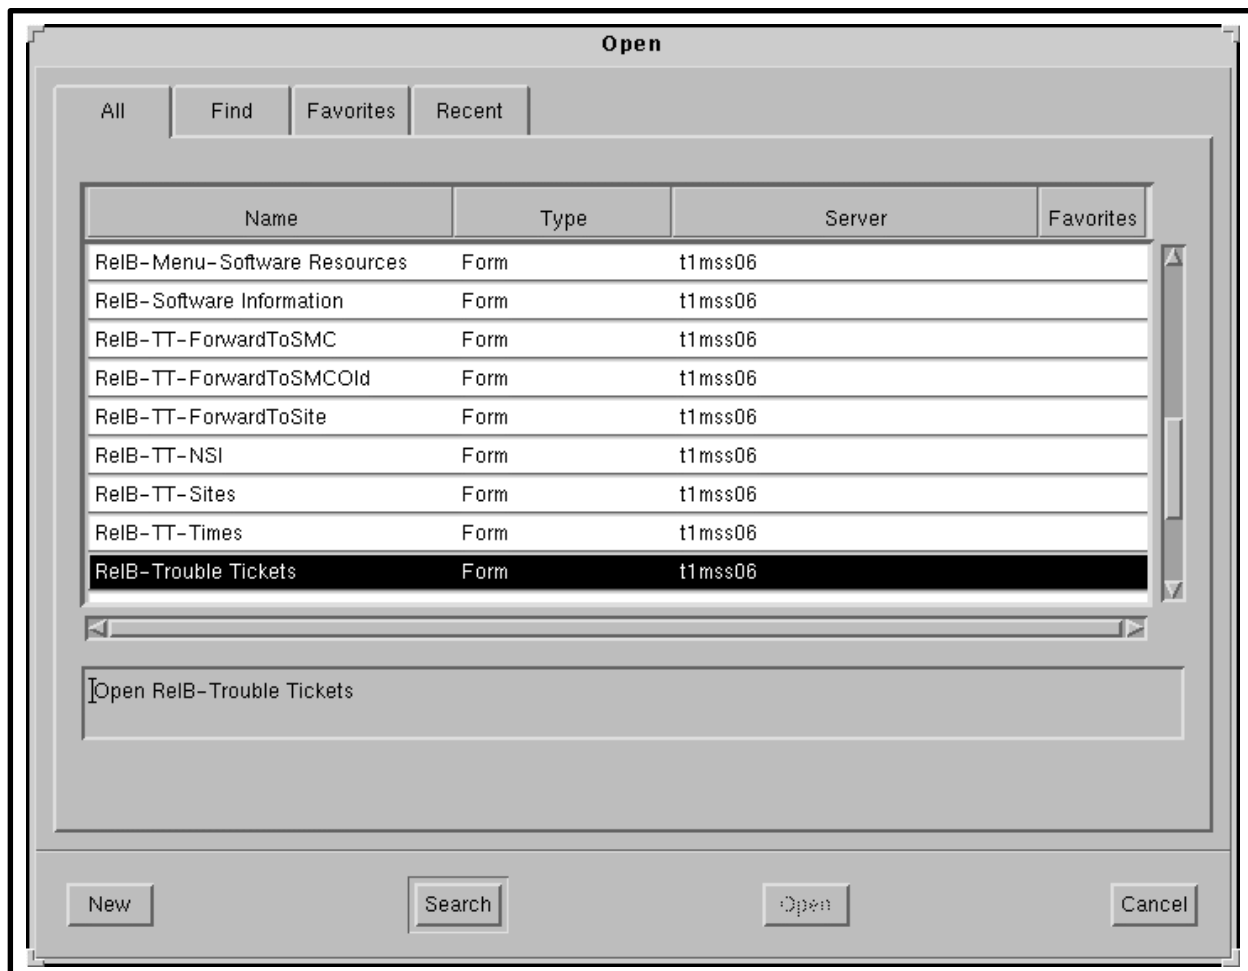 Open
All Find Favorites Recent
Name Type Server Favorites
RelB-Menu-Software Resources Form t1mss06
RelB-Software Information Form t1mss06
RelB-TT-ForwardToSMC Form t1mss06
RelB-TT-ForwardToSMCOld Form t1mss06
RelB-TT-ForwardToSite Form t1mss06
RelB-TT-NSI Form t1mss06
RelB-TT-Sites Form t1mss06
RelB-TT-Times Form t1mss06
RelB-Trouble Tickets Form t1mss06
Open RelB-Trouble Tickets
New Search Open Cancel